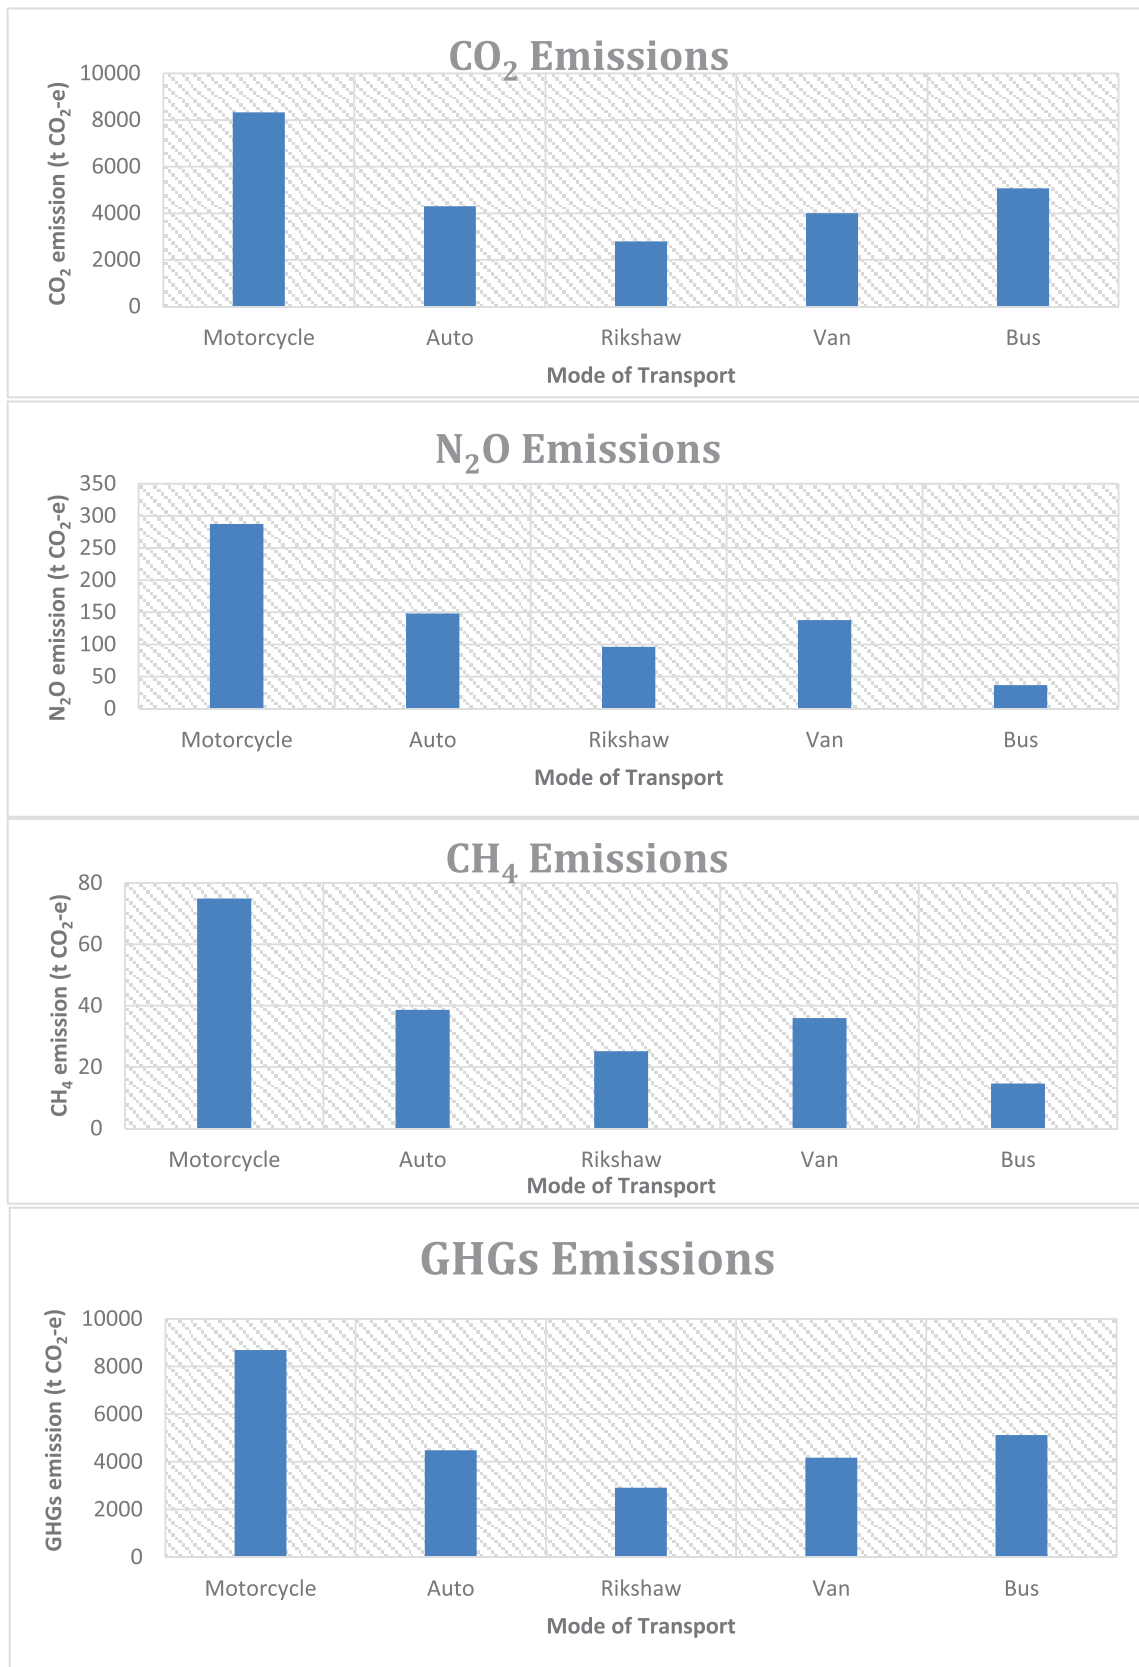 CO₂ Emissions
CO₂ emission (t CO₂-e)
10000
8000
6000
4000
2000
0
Motorcycle Auto Rikshaw Van Bus
Mode of Transport
N₂O Emissions
N₂O emission (t CO₂-e)
350
300
250
200
150
100
50
0
Motorcycle Auto Rikshaw Van Bus
Mode of Transport
CH₄ Emissions
CH₄ emission (t CO₂-e)
80
60
40
20
0
Motorcycle Auto Rikshaw Van Bus
Mode of Transport
GHGs Emissions
GHGs emission (t CO₂-e)
10000
8000
6000
4000
2000
0
Motorcycle Auto Rikshaw Van Bus
Mode of Transport